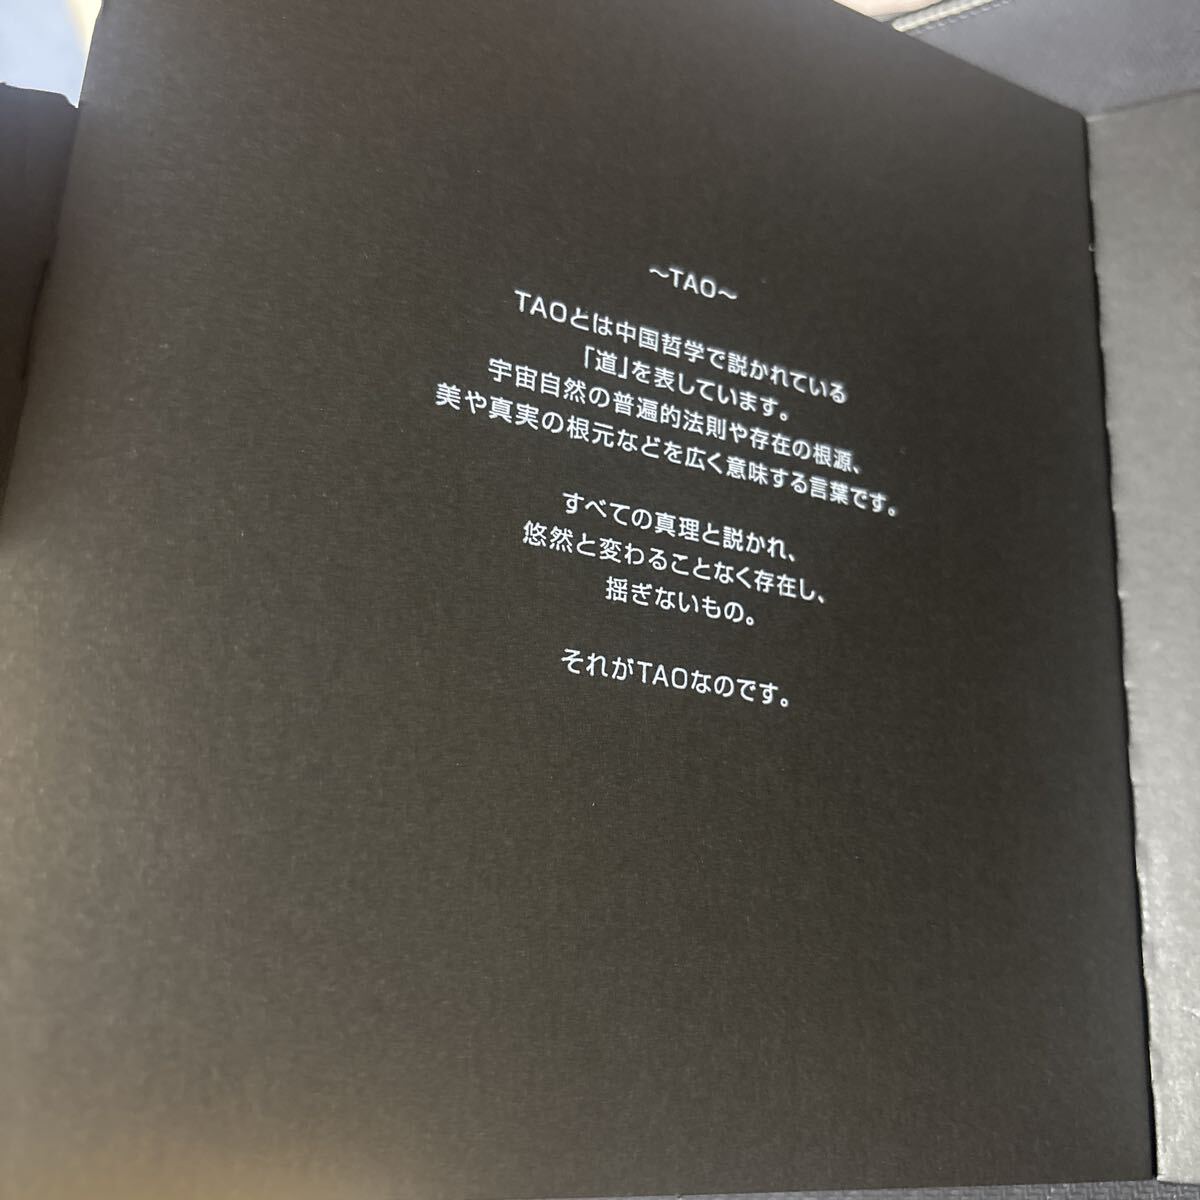 ～TAO～
TAOとは中国哲学で説かれている
「道」を表しています。
宇宙自然の普遍的法則や存在の根源、
美や真実の根元などを広く意味する言葉です。
すべての真理と説かれ、
悠然と変わることなく存在し、
揺ぎないもの。
それがTAOなのです。